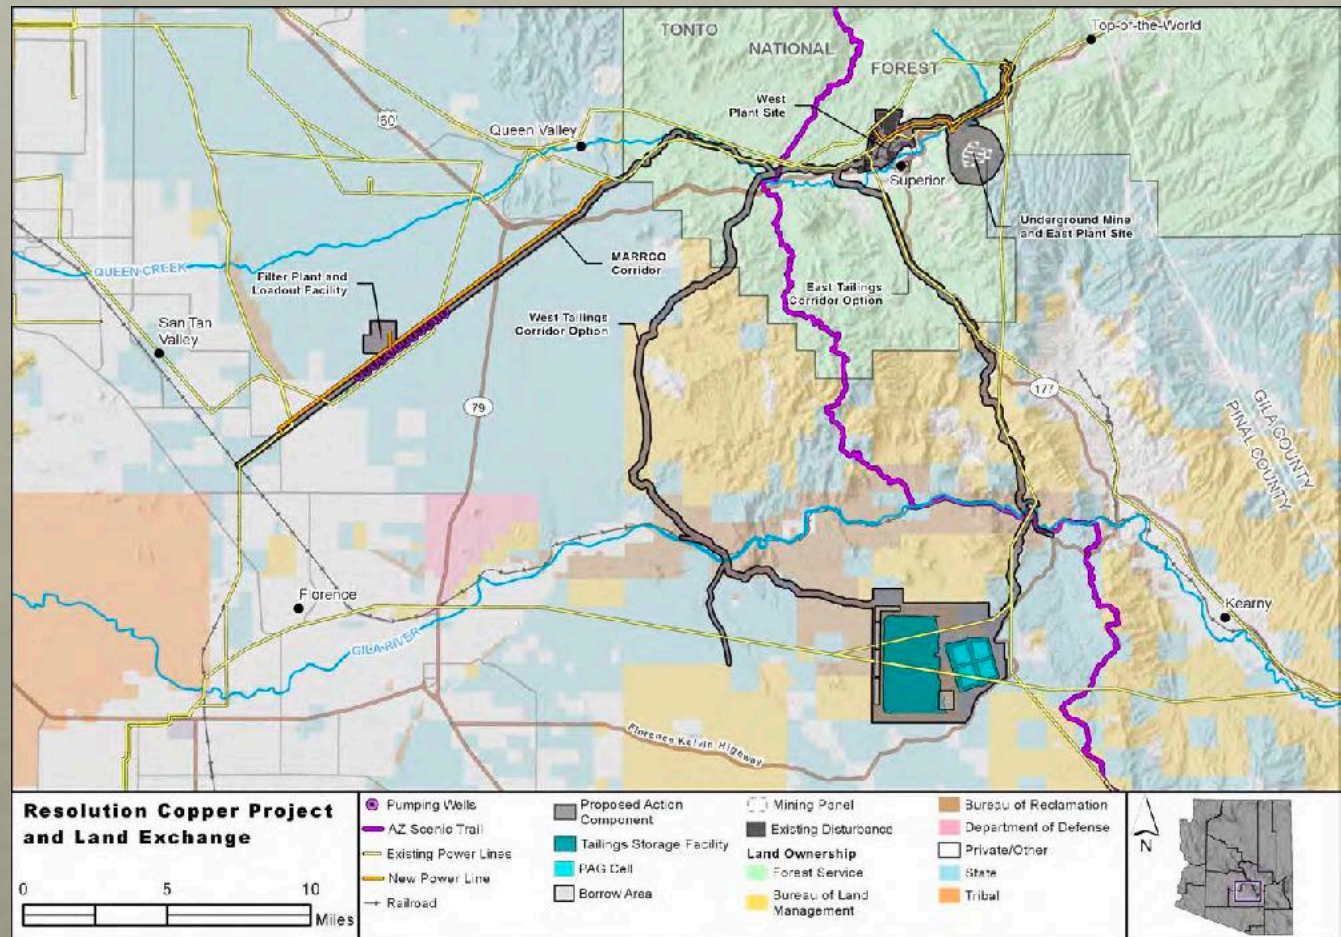 TONTO
NATIONAL
FOREST
Top-of-the-World
West
Plant Site
60
Queen Valley
Superior
Underground Mine
and East Plant Site
MARRCO
Corridor
QUEEN CREEK
Filter Plant and
Loadout Facility
East Tailings
Corridor Option
West Tailings
Corridor Option
San Tan
Valley
79
177
GILA COUNTY
PINAL COUNTY
Florence
Kearny
GILA RIVER
Florence Kelvin Highway
Resolution Copper Project
and Land Exchange
0 5 10
Miles
Pumping Wells
AZ Scenic Trail
Existing Power Lines
New Power Line
Railroad
Proposed Action
Component
Tailings Storage Facility
PAG Cell
Borrow Area
Mining Panel
Existing Disturbance
Land Ownership
Forest Service
Bureau of Land
Management
Bureau of Reclamation
Department of Defense
Private/Other
State
Tribal
N